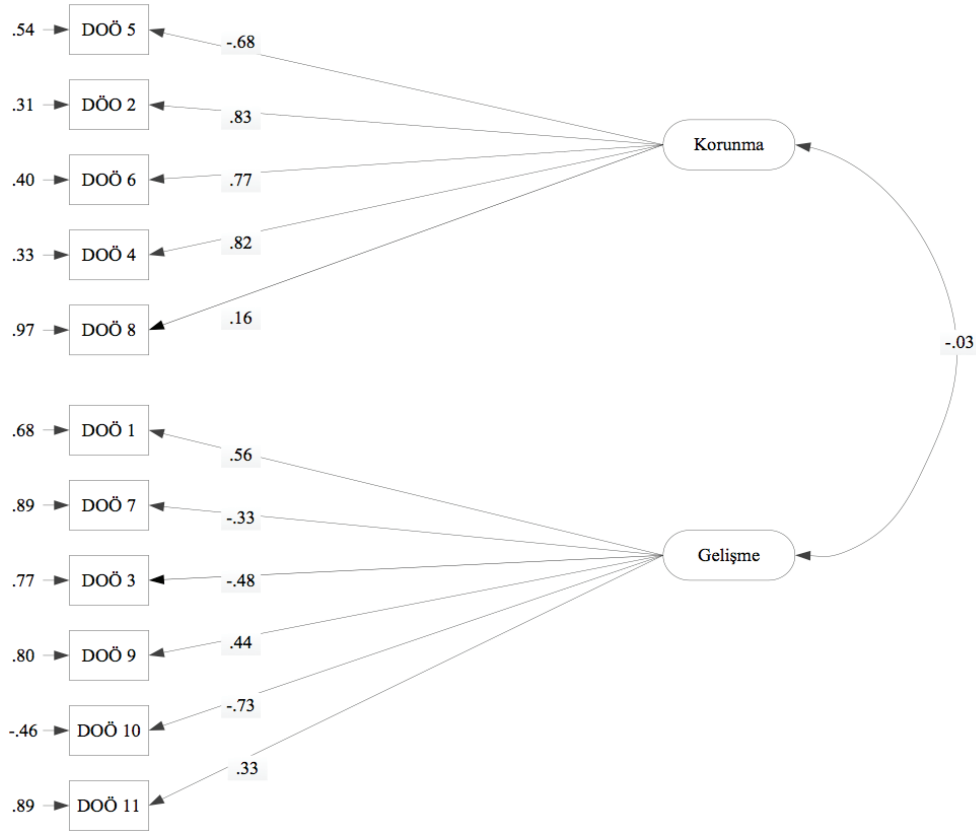 .54 DOÖ 5 -.68
.31 DÖO 2 .83
Korunma
.40 DOÖ 6 .77
.33 DOÖ 4 .82
.97 DOÖ 8 .16
-.03
.68 DOÖ 1 .56
.89 DOÖ 7 -.33
Gelişme
.77 DOÖ 3 -.48
.80 DOÖ 9 .44
-.46 DOÖ 10 -.73
.89 DOÖ 11 .33